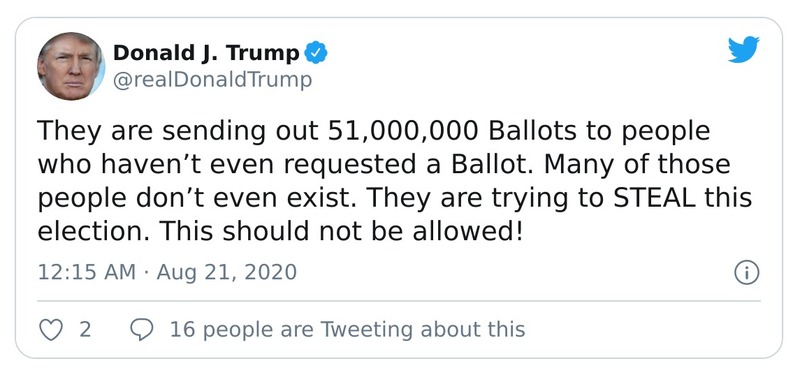 Donald J. Trump
@realDonaldTrump
They are sending out 51,000,000 Ballots to people
who haven’t even requested a Ballot. Many of those
people don’t even exist. They are trying to STEAL this
election. This should not be allowed!
12:15 AM · Aug 21, 2020
2 16 people are Tweeting about this